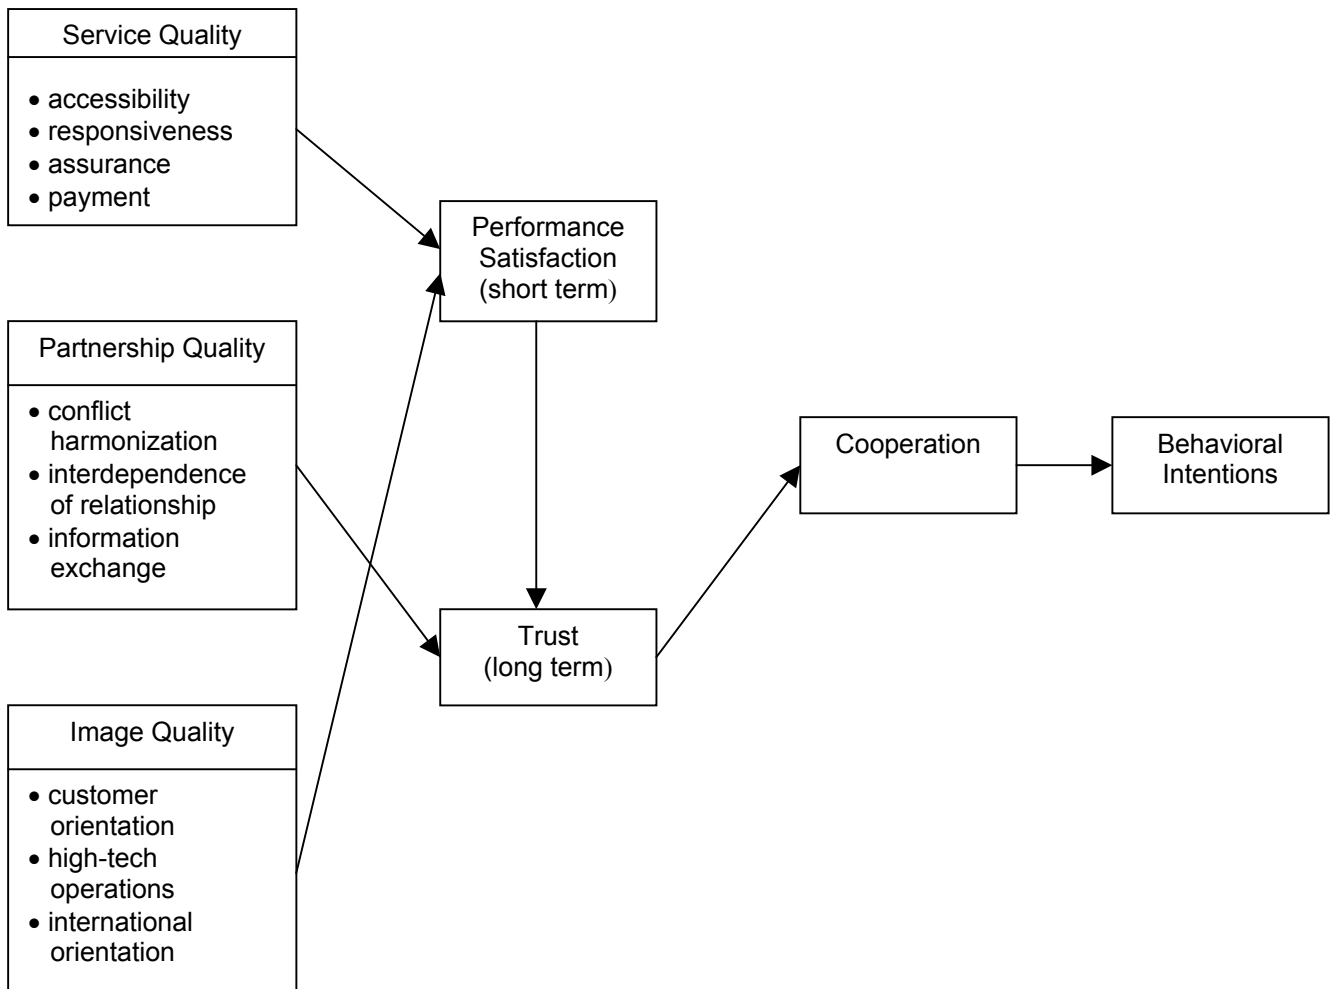 Service Quality
• accessibility
• responsiveness
• assurance
• payment
Performance
Satisfaction
(short term)
Partnership Quality
• conflict
harmonization
• interdependence
of relationship
• information
exchange
Cooperation
Behavioral
Intentions
Trust
(long term)
Image Quality
• customer
orientation
• high-tech
operations
• international
orientation